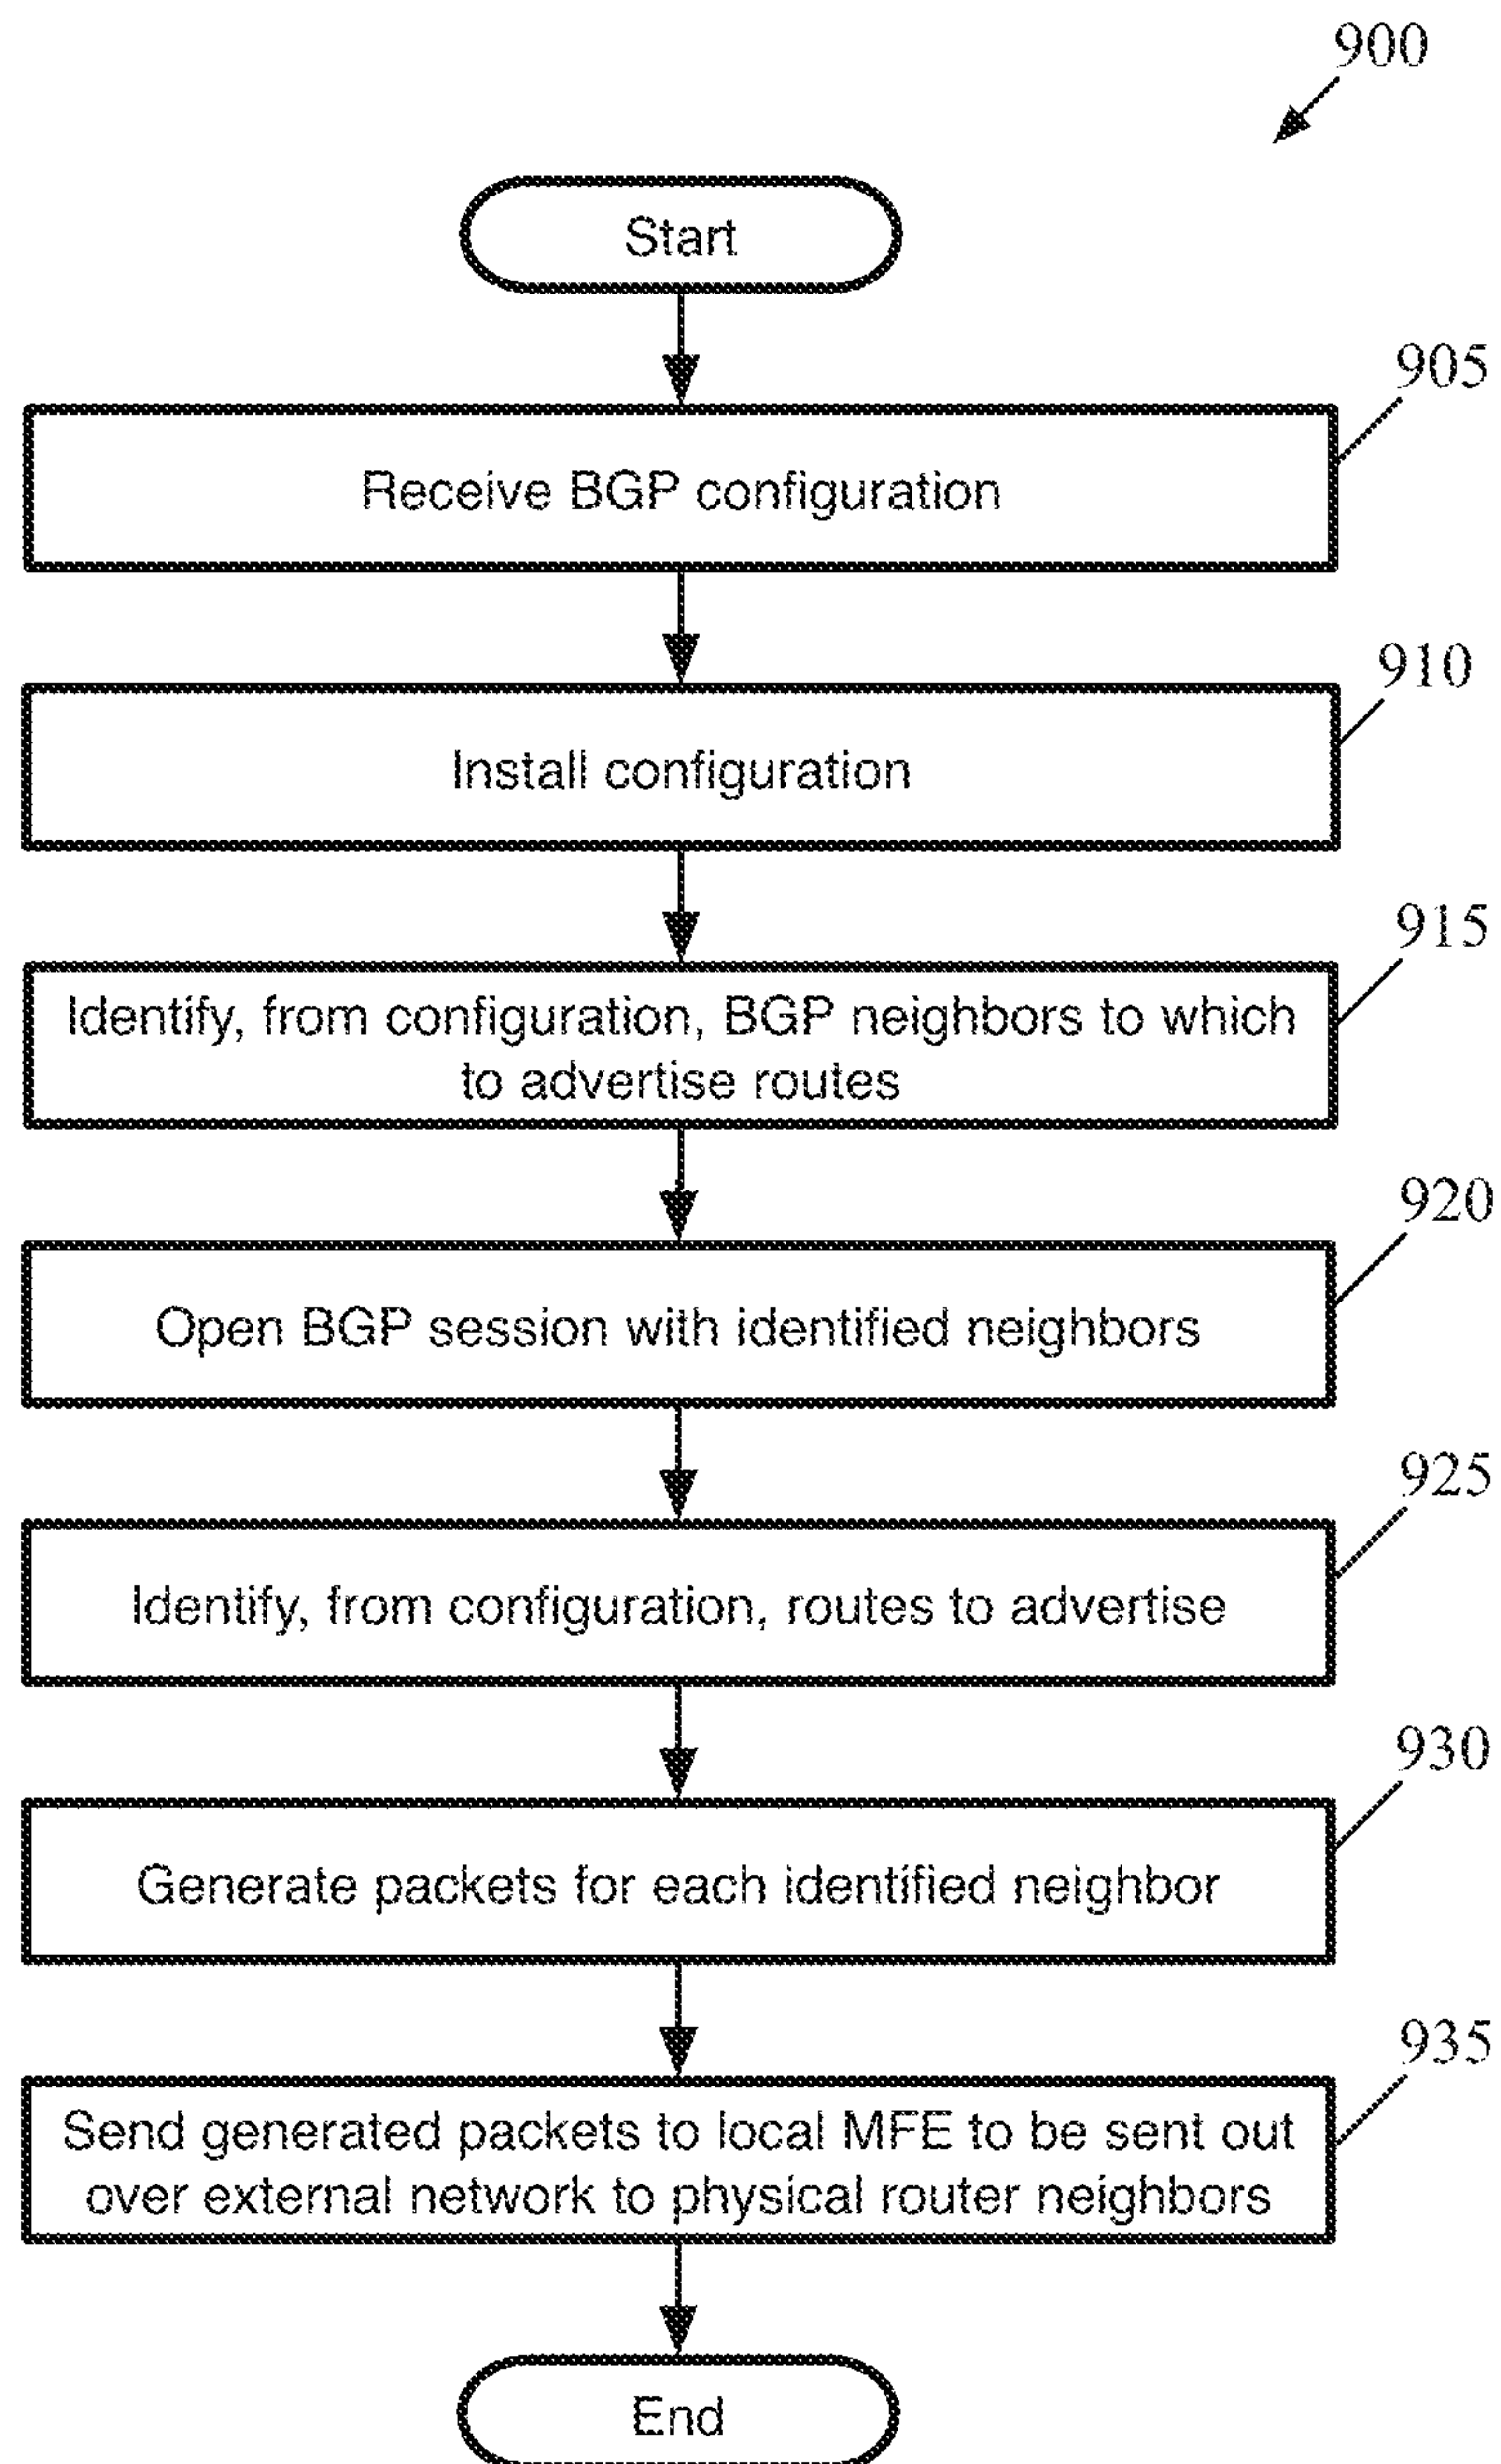 900
Start
905
Receive BGP configuration
910
Install configuration
915
Identify, from configuration, BGP neighbors to which
to advertise routes
920
Open BGP session with identified neighbors
925
Identify, from configuration, routes to advertise
930
Generate packets for each identified neighbor
935
Send generated packets to local MFE to be sent out
over external network to physical router neighbors
End